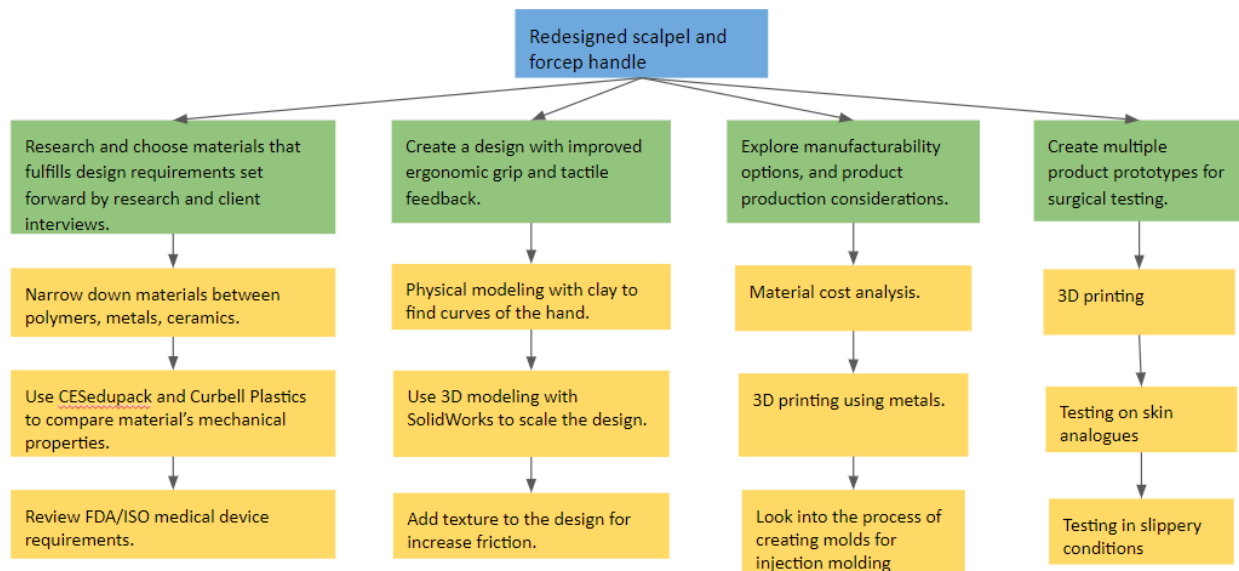 Redesigned scalpel and
forcep handle
Research and choose materials that
fulfills design requirements set
forward by research and client
interviews.
Narrow down materials between
polymers, metals, ceramics.
Use CESedupack and Curbell Plastics
to compare material's mechanical
properties.
Review FDA/ISO medical device
requirements.
Create a design with improved
ergonomic grip and tactile
feedback.
Physical modeling with clay to
find curves of the hand.
Use 3D modeling with
SolidWorks to scale the design.
Add texture to the design for
increase friction.
Explore manufacturability
options, and product
production considerations.
Material cost analysis.
3D printing using metals.
Look into the process of
creating molds for
injection molding
Create multiple
product prototypes for
surgical testing.
3D printing
Testing on skin
analogues
Testing in slippery
conditions